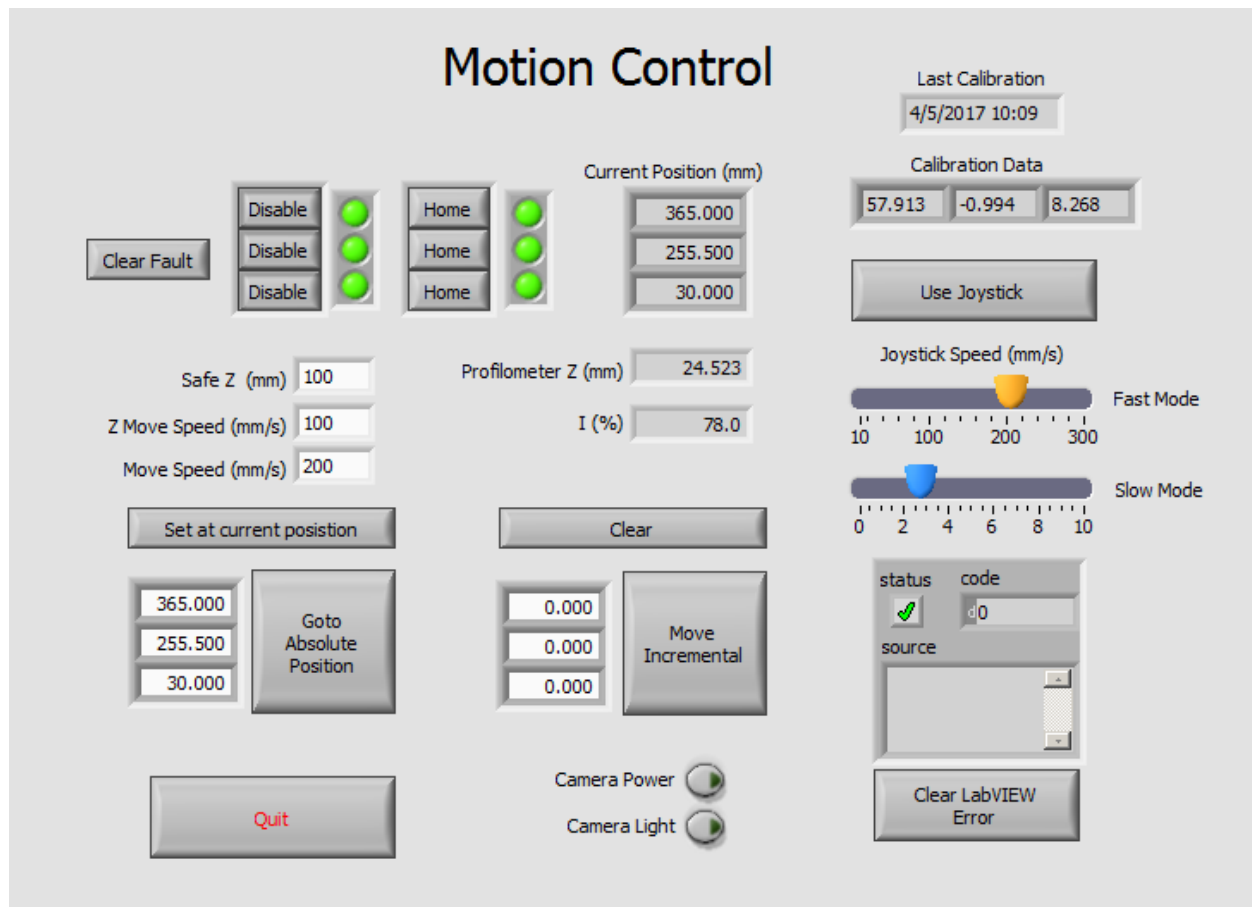 Motion Control
Last Calibration
4/5/2017 10:09
Calibration Data
57.913 -0.994 8.268
Current Position (mm)
Clear Fault
Disable Home 365.000
Disable Home 255.500
Disable Home 30.000
Use Joystick
Safe Z (mm) 100
Z Move Speed (mm/s) 100
Move Speed (mm/s) 200
Profilometer Z (mm) 24.523
I (%) 78.0
Joystick Speed (mm/s)
Fast Mode
10 100 200 300
Slow Mode
0 2 4 6 8 10
Set at current posistion
365.000
255.500
30.000
Goto
Absolute
Position
Clear
0.000
0.000
0.000
Move
Incremental
status code
d0
source
Clear LabVIEW
Error
Camera Power
Camera Light
Quit